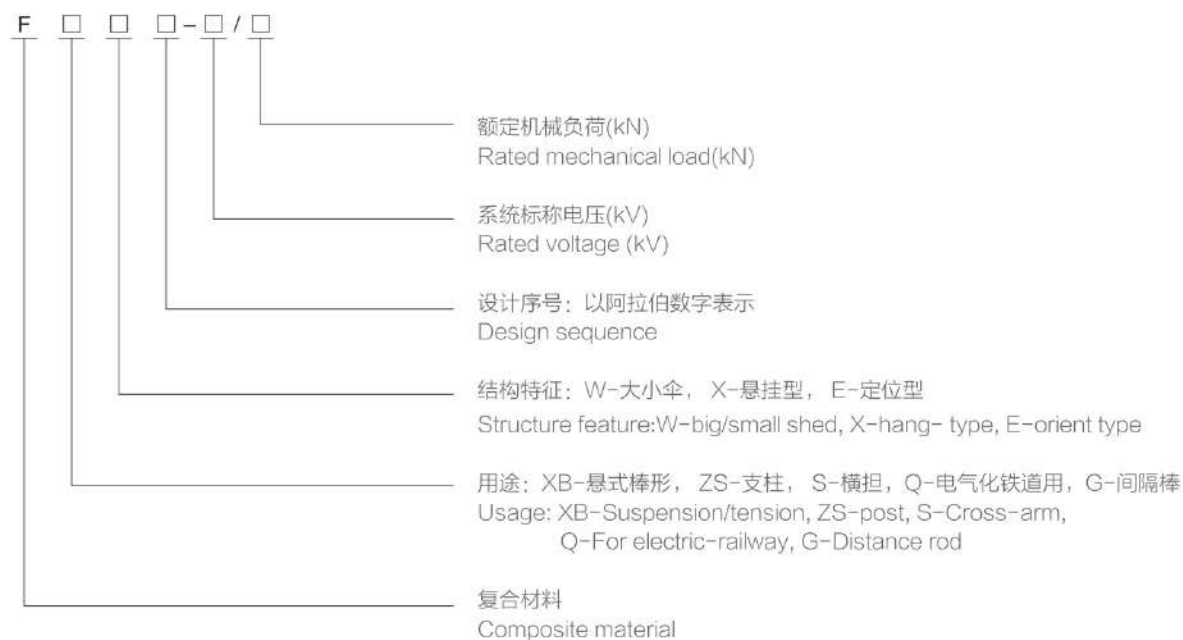 F □ □ □-□/□
额定机械负荷(kN)
Rated mechanical load(kN)
系统标称电压(kV)
Rated voltage (kV)
设计序号：以阿拉伯数字表示
Design sequence
结构特征：W-大小伞， X-悬挂型， E-定位型
Structure feature:W-big/small shed, X-hang- type, E-orient type
用途：XB-悬式棒形， ZS-支柱， S-横担，Q-电气化铁道用，G-间隔棒
Usage: XB-Suspension/tension, ZS-post, S-Cross-arm,
Q-For electric-railway, G-Distance rod
复合材料
Composite material